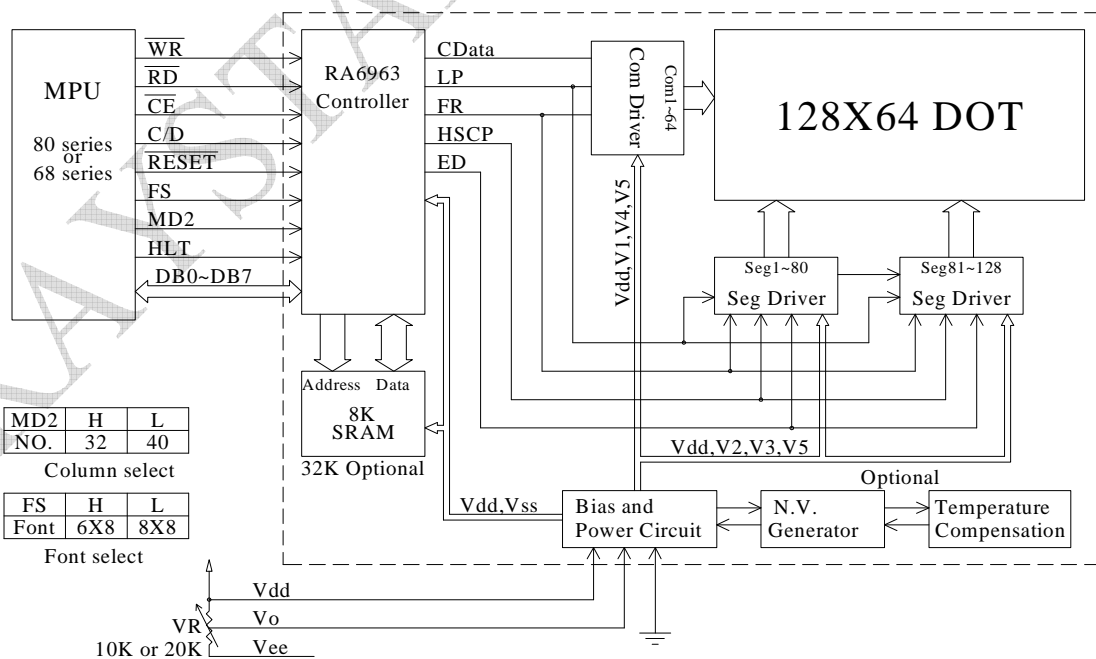 MPU
80 series
or
68 series
WR
RD
CE
C/D
RESET
FS
MD2
HLT
DB0~DB7
RA6963
Controller
CData
LP
FR
HSCP
ED
Com Driver
Com1~64
128X64 DOT
Vdd,V1,V4,V5
Seg1~80
Seg Driver
Seg81~128
Seg Driver
Address Data
8K
SRAM
32K Optional
MD2 H L
NO. 32 40
Column select
FS H L
Font 6X8 8X8
Font select
Vdd,V2,V3,V5
Optional
Vdd,Vss
Bias and
Power Circuit
N.V.
Generator
Temperature
Compensation
Vdd
VR
Vo
10K or 20K
Vee